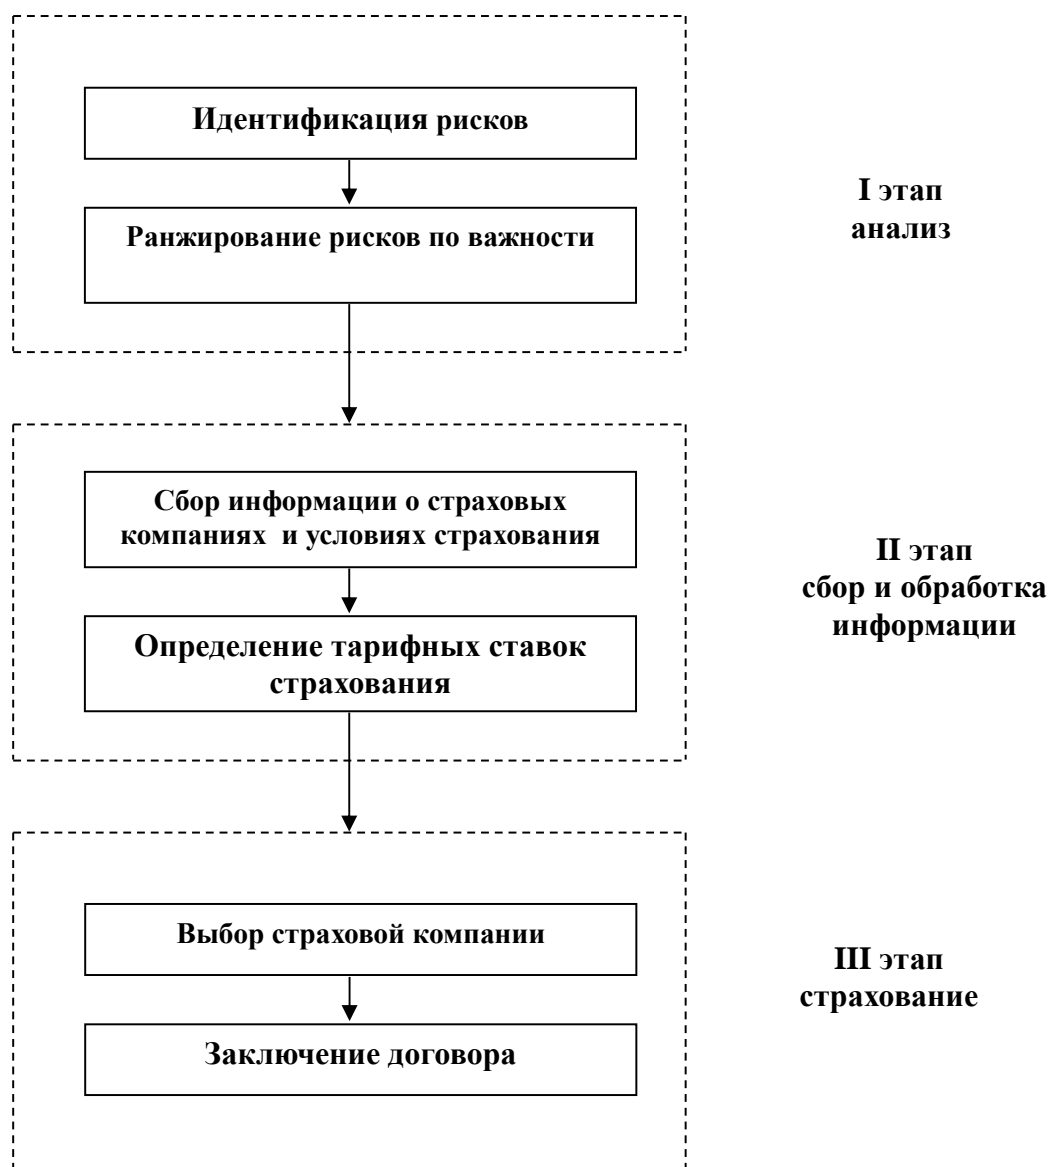 Идентификация рисков
Ранжирование рисков по важности
I этап
анализ
Сбор информации о страховых
компаниях и условиях страхования
Определение тарифных ставок
страхования
II этап
сбор и обработка
информации
Выбор страховой компании
Заключение договора
III этап
страхование